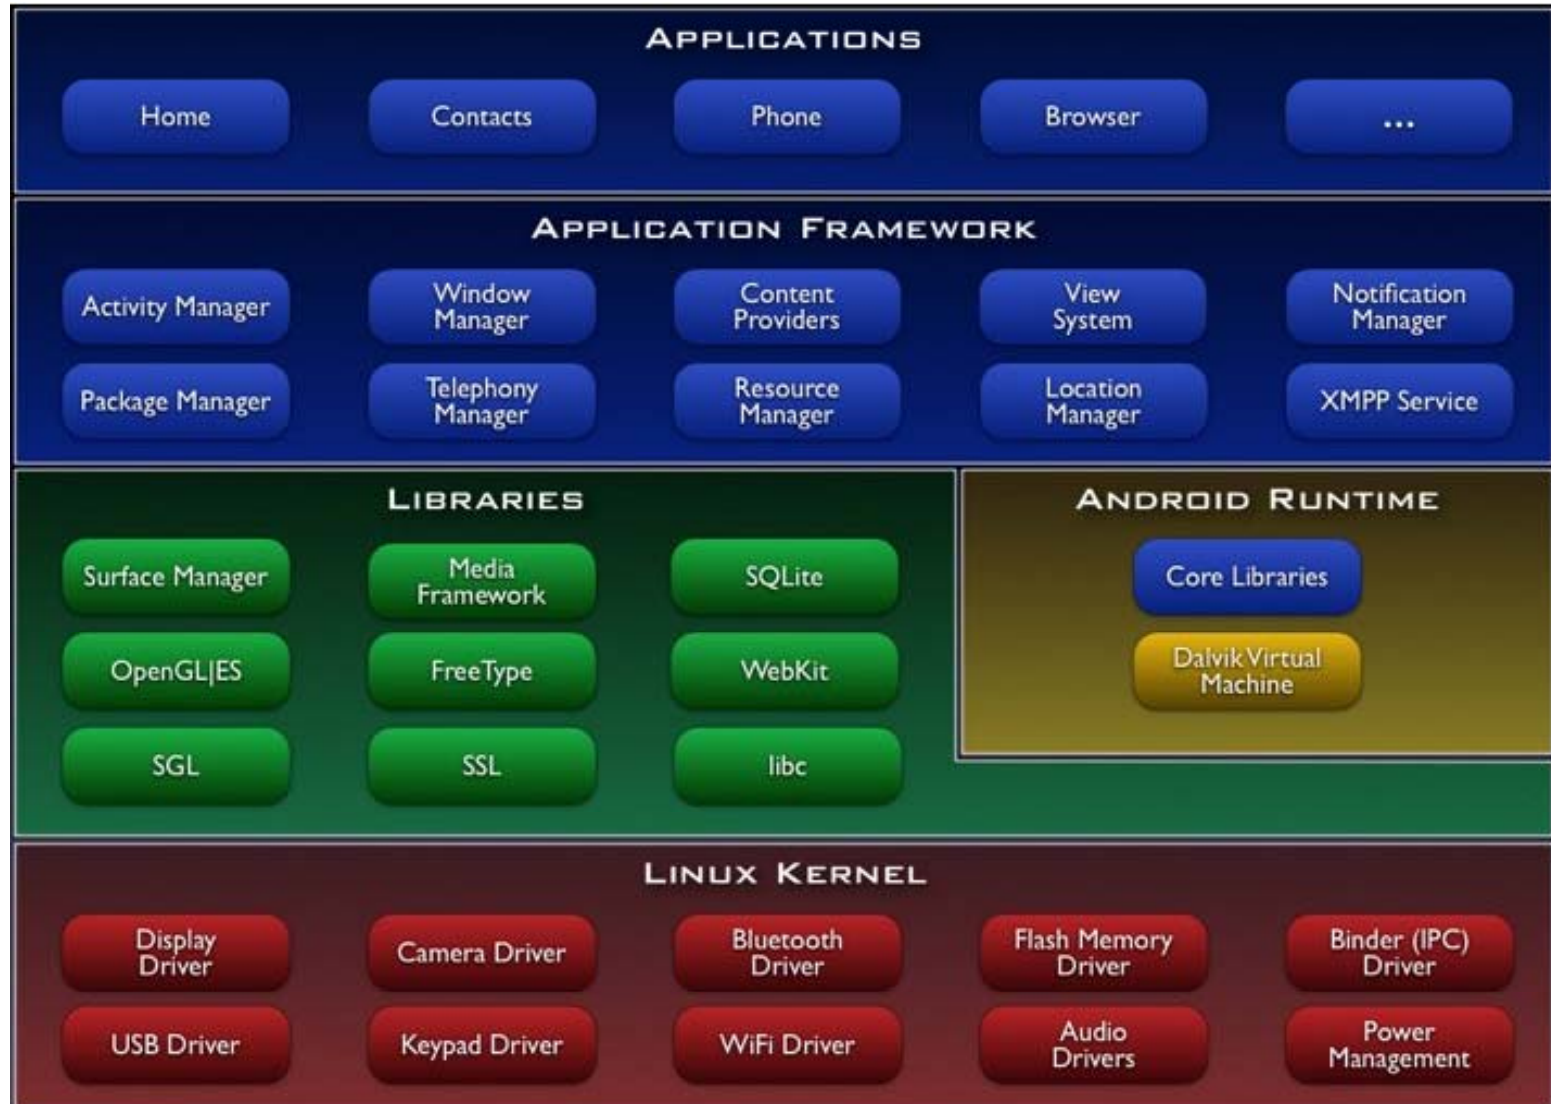 APPLICATIONS
Home
Contacts
Phone
Browser
...
APPLICATION FRAMEWORK
Activity Manager
Window
Manager
Content
Providers
View
System
Notification
Manager
Package Manager
Telephony
Manager
Resource
Manager
Location
Manager
XMPP Service
LIBRARIES
Surface Manager
Media
Framework
SQLite
OpenGL|ES
FreeType
WebKit
SGL
SSL
libc
ANDROID RUNTIME
Core Libraries
Dalvik Virtual
Machine
LINUX KERNEL
Display
Driver
Camera Driver
Bluetooth
Driver
Flash Memory
Driver
Binder (IPC)
Driver
USB Driver
Keypad Driver
WiFi Driver
Audio
Drivers
Power
Management